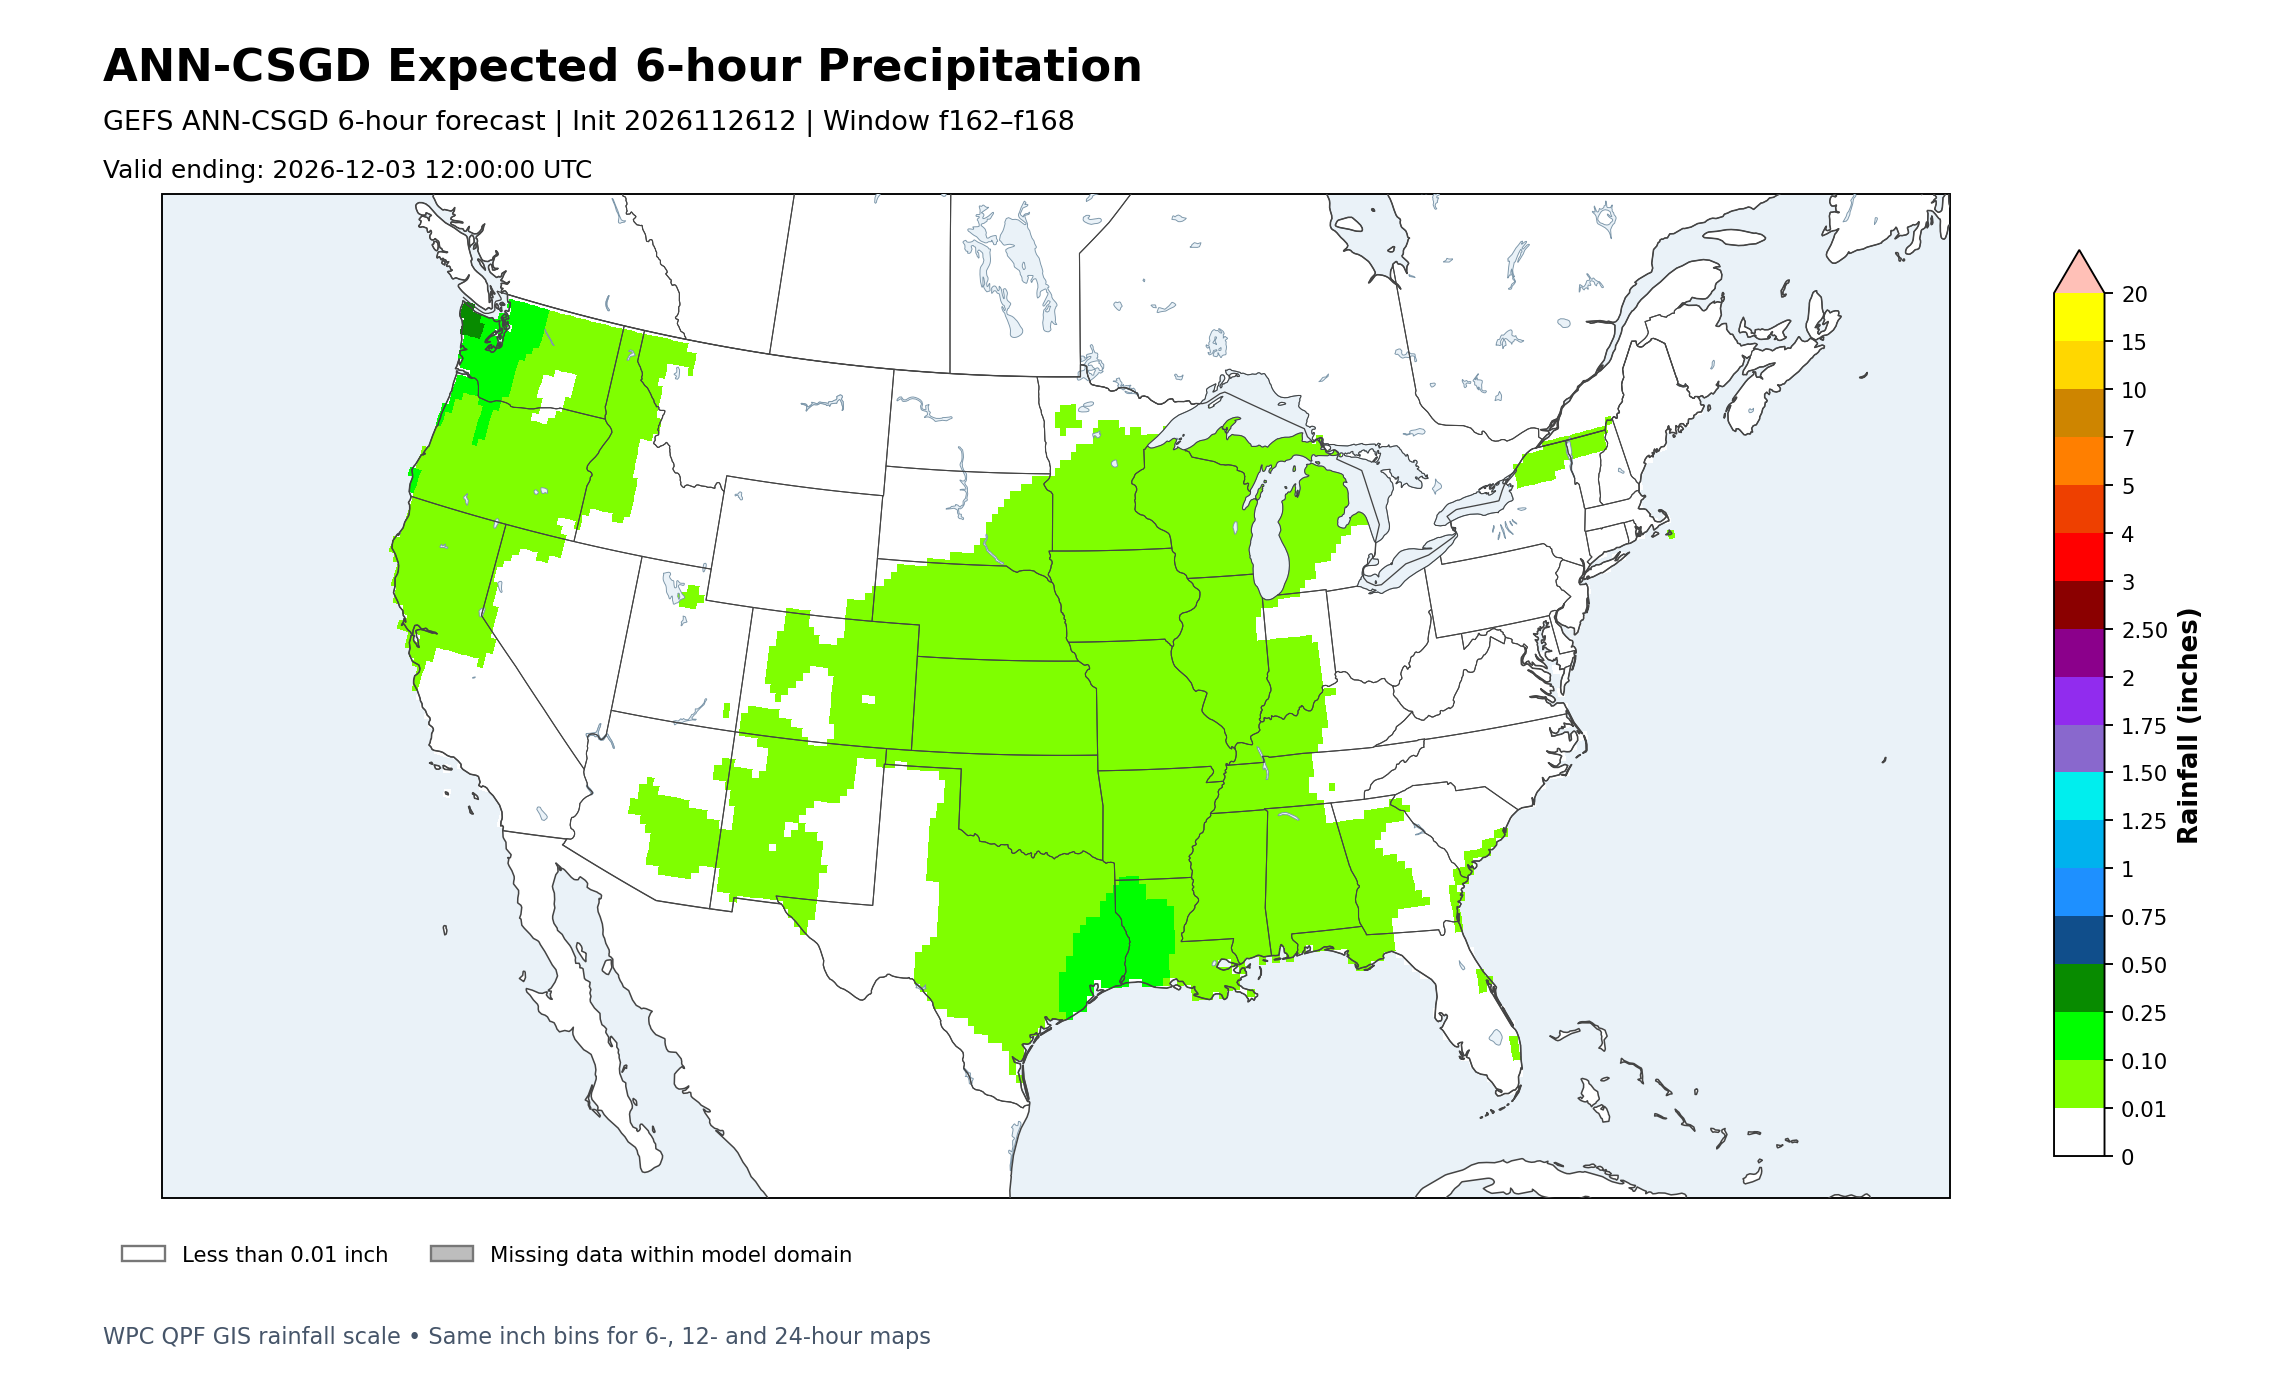 ANN-CSGD Expected 6-hour Precipitation
GEFS ANN-CSGD 6-hour forecast | Init 2026112612 | Window f162–f168
Valid ending: 2026-12-03 12:00:00 UTC
20
15
10
7
5
4
3
2.50
2
1.75
1.50
1.25
1
0.75
0.50
0.25
0.10
0.01
0
Rainfall (inches)
Less than 0.01 inch
Missing data within model domain
WPC QPF GIS rainfall scale • Same inch bins for 6-, 12- and 24-hour maps